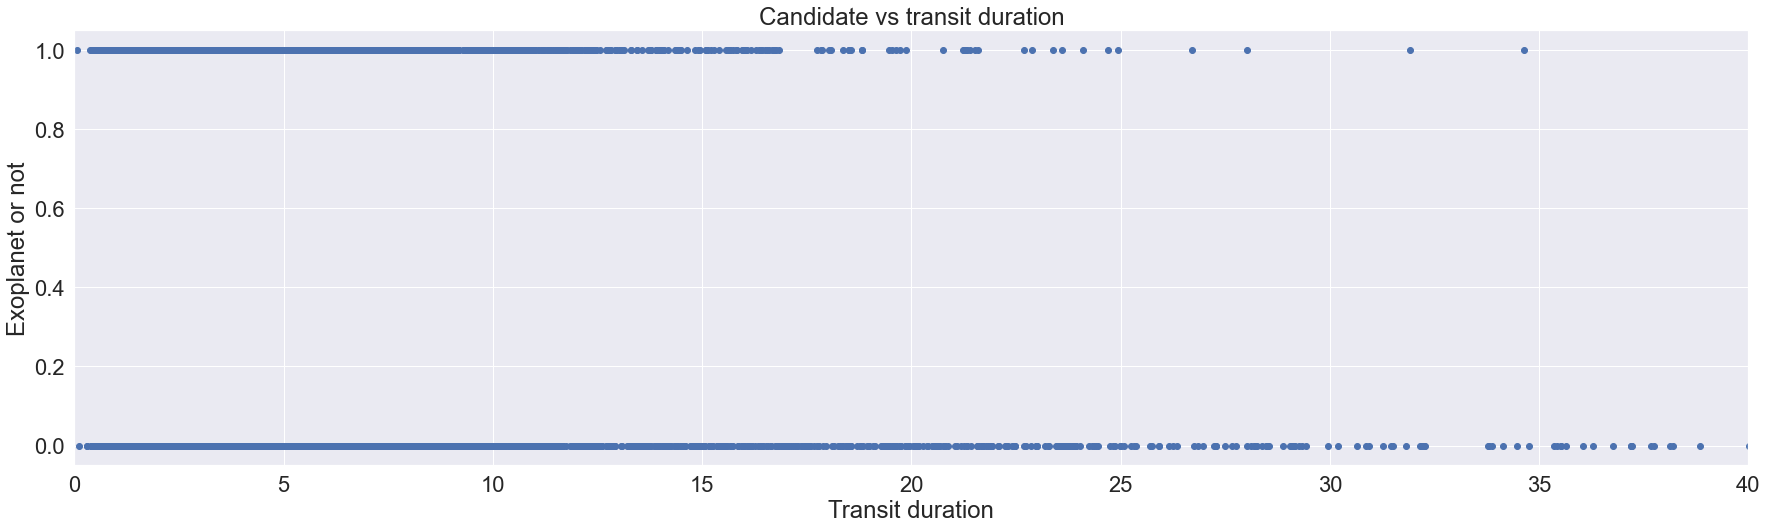 Candidate vs transit duration
1.0
0.8
0.6
0.4
0.2
0.0
Exoplanet or not
0 5 10 15 20 25 30 35 40
Transit duration